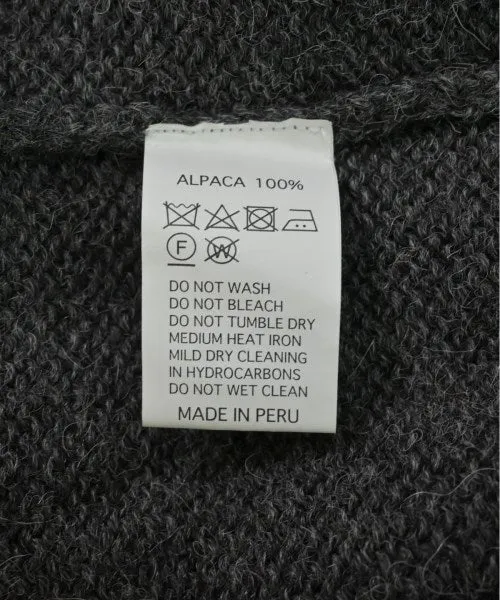 ALPACA 100%
F W
DO NOT WASH
DO NOT BLEACH
DO NOT TUMBLE DRY
MEDIUM HEAT IRON
MILD DRY CLEANING
IN HYDROCARBONS
DO NOT WET CLEAN
MADE IN PERU